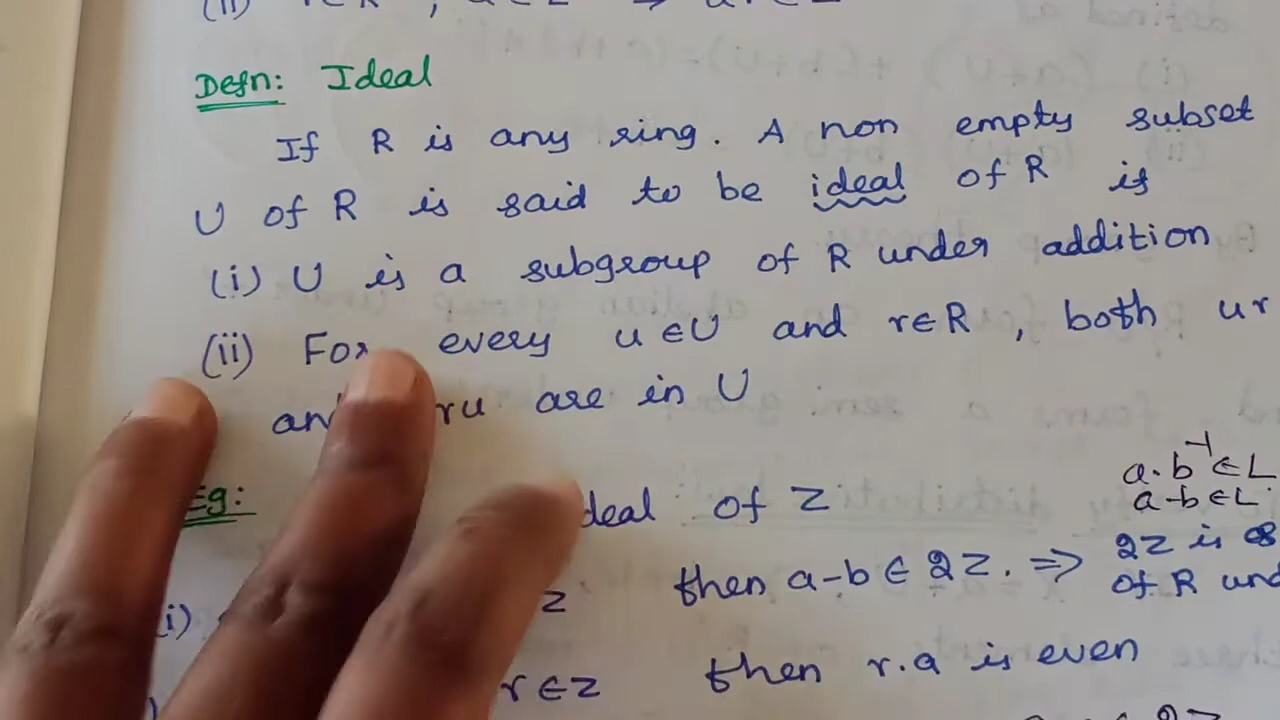 Defn: Ideal
If R is any ring. A non empty subset
U of R is said to be ideal of R if
(i) U is a subgroup of R under addition
(ii) For every u ∈ U and r ∈ R, both ur
and ru are in U
a·b⁻¹ ∈ L
Eg: deal of Z
a-b ∈ L
then a-b ∈ 2Z. ⇒ 2Z is
(i) Z of R und
r ∈ Z then r.a is even